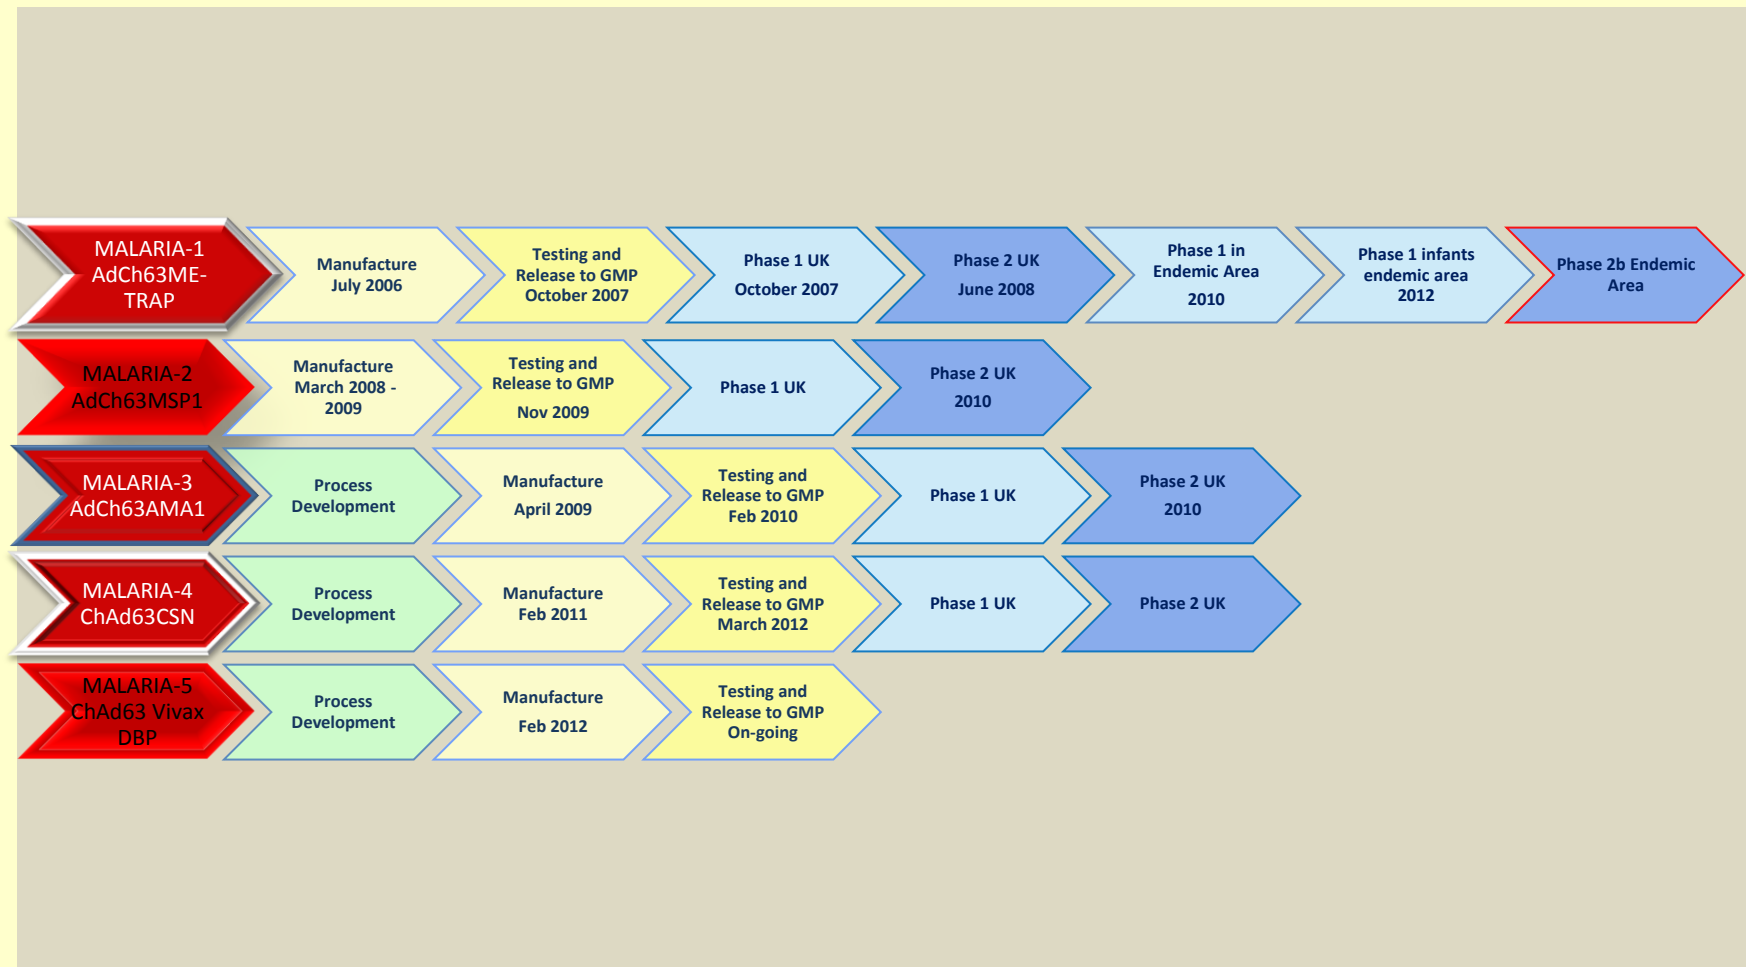 MALARIA-1
AdCh63ME-
TRAP
Manufacture
July 2006
Testing and
Release to GMP
October 2007
Phase 1 UK
October 2007
Phase 2 UK
June 2008
Phase 1 in
Endemic Area
2010
Phase 1 infants
endemic area
2012
Phase 2b Endemic
Area
MALARIA-2
AdCh63MSP1
Manufacture
March 2008 -
2009
Testing and
Release to GMP
Nov 2009
Phase 1 UK
Phase 2 UK
2010
MALARIA-3
AdCh63AMA1
Process
Development
Manufacture
April 2009
Testing and
Release to GMP
Feb 2010
Phase 1 UK
Phase 2 UK
2010
MALARIA-4
ChAd63CSN
Process
Development
Manufacture
Feb 2011
Testing and
Release to GMP
March 2012
Phase 1 UK
Phase 2 UK
MALARIA-5
ChAd63 Vivax
DBP
Process
Development
Manufacture
Feb 2012
Testing and
Release to GMP
On-going